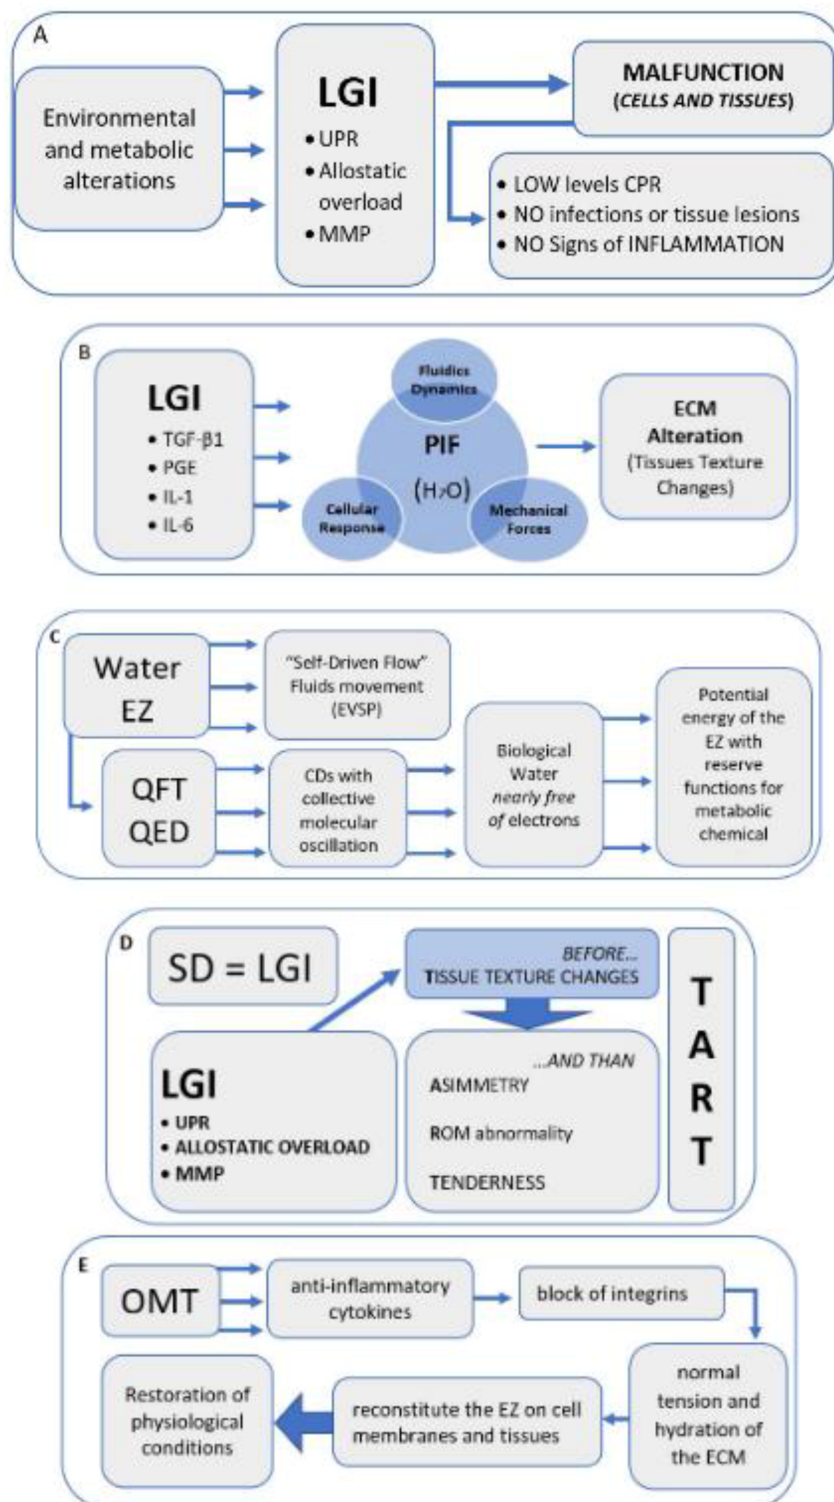 A
Environmental
and metabolic
alterations
LGI
• UPR
• Allostatic
overload
• MMP
MALFUNCTION
(CELLS AND TISSUES)
• LOW levels CPR
• NO infections or tissue lesions
• NO Signs of INFLAMMATION
B
LGI
• TGF-β1
• PGE
• IL-1
• IL-6
Fluidics
Dynamics
PIF
(H₂O)
Cellular
Response
Mechanical
Forces
ECM
Alteration
(Tissues Texture
Changes)
C
Water
EZ
"Self-Driven Flow"
Fluids movement
(EVSP)
QFT
QED
CDs with
collective
molecular
oscillation
Biological
Water
nearly free
of electrons
Potential
energy of the
EZ with
reserve
functions for
metabolic
chemical
D
SD = LGI
BEFORE...
TISSUE TEXTURE CHANGES
LGI
• UPR
• ALLOSTATIC OVERLOAD
• MMP
...AND THAN
ASIMMETRY
ROM abnormality
TENDERNESS
T
A
R
T
E
OMT
anti-inflammatory
cytokines
block of integrins
normal
tension and
hydration of
the ECM
reconstitute the EZ on cell
membranes and tissues
Restoration of
physiological
conditions